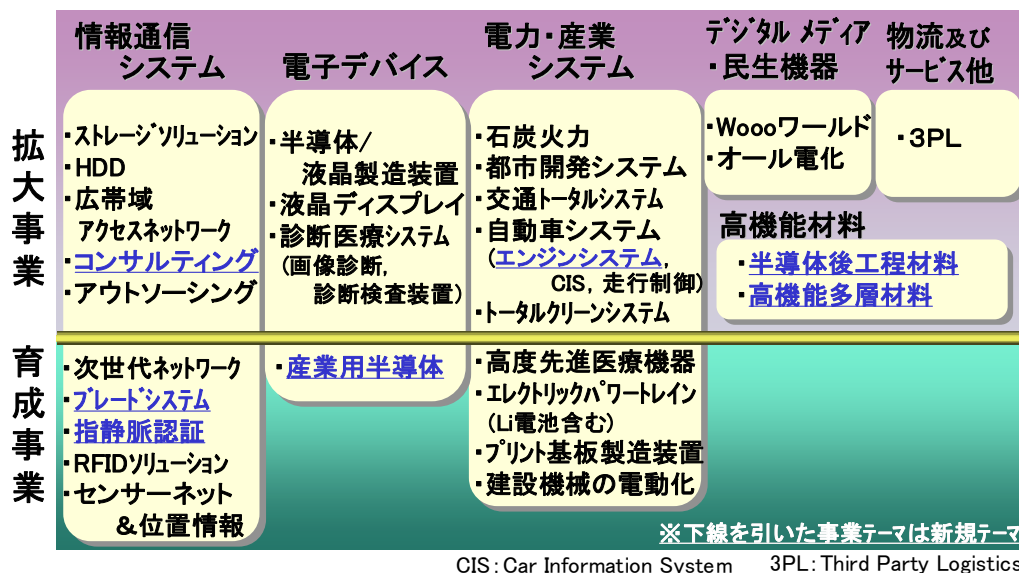 情報通信
システム
電子デバイス
電力・産業
システム
デジタル メディア
・民生機器
物流及び
サービス他
拡大事業
・ストレージソリューション
・HDD
・広帯域
アクセスネットワーク
・コンサルティング
・アウトソーシング
・半導体/
液晶製造装置
・液晶ディスプレイ
・診断医療システム
(画像診断,
診断検査装置)
・石炭火力
・都市開発システム
・交通トータルシステム
・自動車システム
(エンジンシステム,
CIS, 走行制御)
・トータルクリーンシステム
・Woooワールド
・オール電化
・3PL
高機能材料
・半導体後工程材料
・高機能多層材料
育成事業
・次世代ネットワーク
・ブレードシステム
・指静脈認証
・RFIDソリューション
・センサーネット
&位置情報
・産業用半導体
・高度先進医療機器
・エレクトリックパワートレイン
(Li電池含む)
・プリント基板製造装置
・建設機械の電動化
※下線を引いた事業テーマは新規テーマ
CIS:Car Information System
3PL:Third Party Logistics